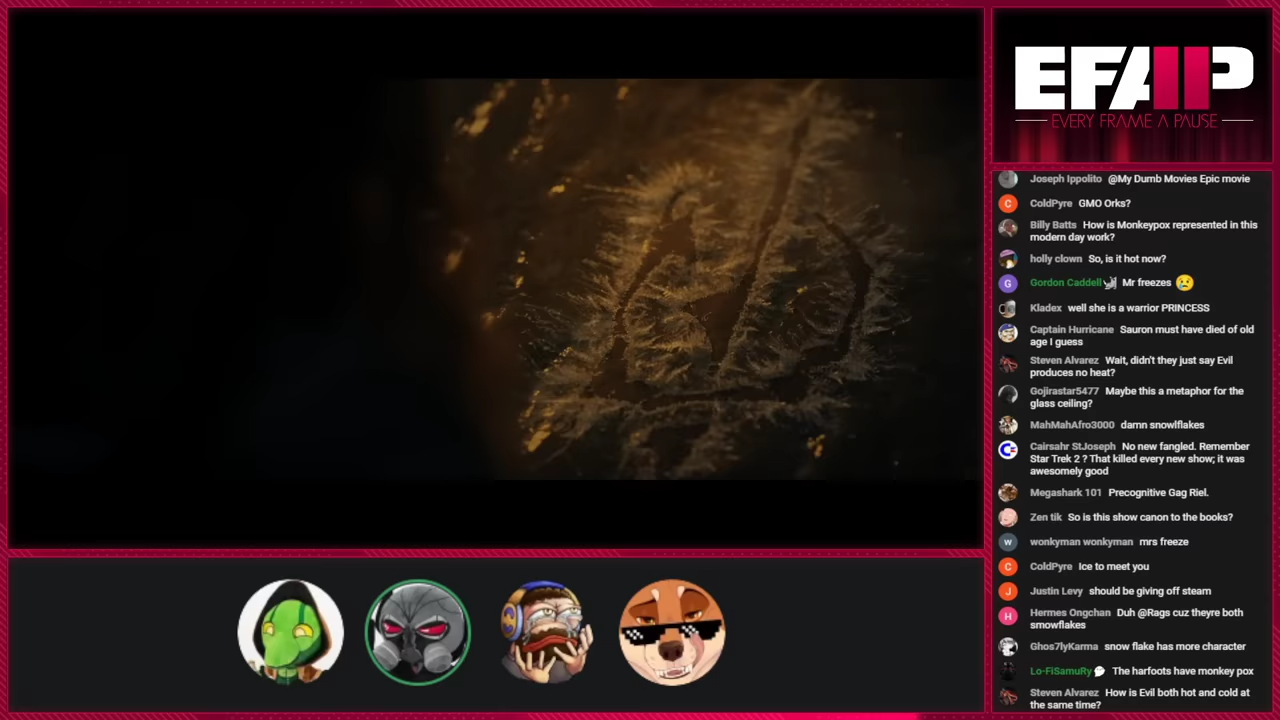 EFAP
EVERY FRAME A PAUSE
Joseph Ippolito @My Dumb Movies Epic movie
C
ColdPyre GMO Orks?
Billy Batts How is Monkeypox represented in this
modern day work?
holly clown So, is it hot now?
G
Gordon Caddell Mr freezes 😢
Kladex well she is a warrior PRINCESS
Captain Hurricane Sauron must have died of old
age I guess
Steven Alvarez Wait, didn't they just say Evil
produces no heat?
Gojirastar5477 Maybe this a metaphor for the
glass ceiling?
MahMahAfro3000 damn snowlflakes
Cairsahr StJoseph No new fangled. Remember
Star Trek 2 ? That killed every new show; it was
awesomely good
Megashark 101 Precognitive Gag Riel.
Zen tik So is this show canon to the books?
w
wonkyman wonkyman mrs freeze
C
ColdPyre Ice to meet you
J
Justin Levy should be giving off steam
H
Hermes Ongchan Duh @Rags cuz theyre both
smowflakes
Ghos7lyKarma snow flake has more character
Lo-FiSamuRy The harfoots have monkey pox
Steven Alvarez How is Evil both hot and cold at
the same time?